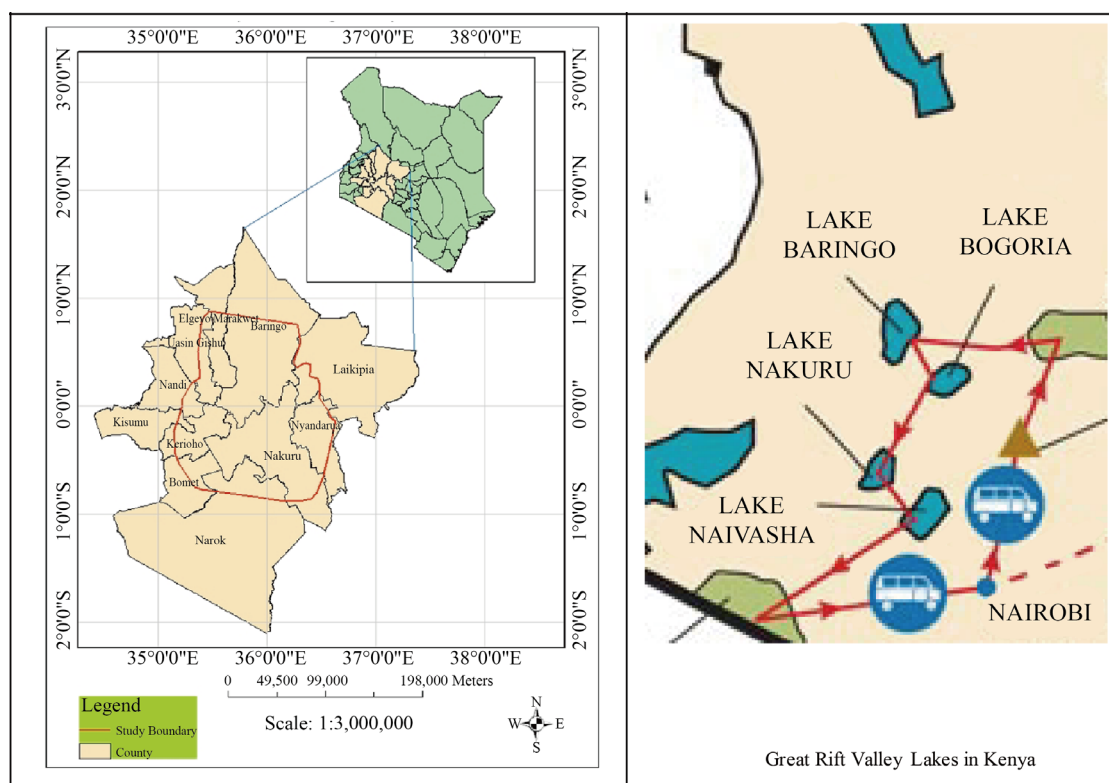 35°0'0"E 36°0'0"E 37°0'0"E 38°0'0"E
3°0'0"N
2°0'0"N
1°0'0"N
0°0'0"
1°0'0"S
2°0'0"S
3°0'0"N
2°0'0"N
1°0'0"N
0°0'0"
1°0'0"S
2°0'0"S
Elgeyo Marakwet
Baringo
Uasin Gishu
Laikipia
Nandi
Kisumu
Nyandarua
Kerioho
Nakuru
Bomet
Narok
35°0'0"E 36°0'0"E 37°0'0"E 38°0'0"E
0 49,500 99,000 198,000 Meters
Scale: 1:3,000,000
Legend
Study Boundary
County
N
W E
S
LAKE
BARINGO
LAKE
BOGORIA
LAKE
NAKURU
LAKE
NAIVASHA
NAIROBI
Great Rift Valley Lakes in Kenya